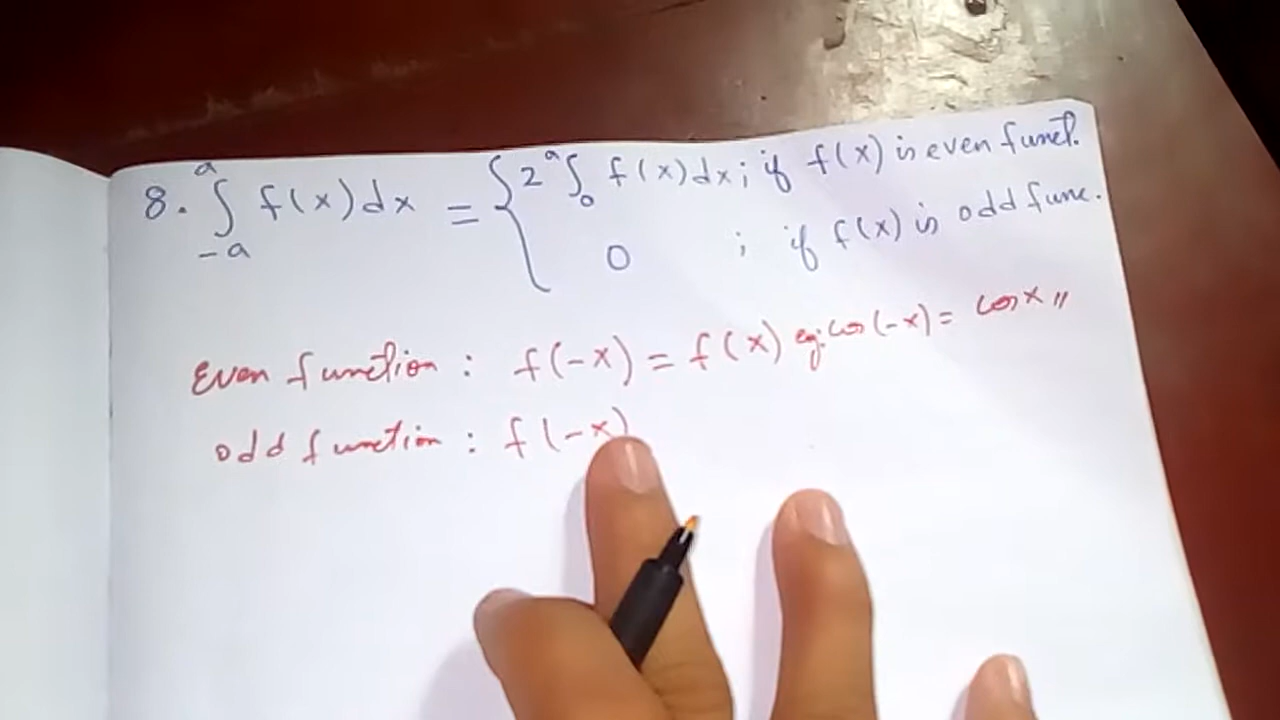 8. ∫_{-a}^{a} f(x)dx = { 2 ∫_{0}^{a} f(x)dx; if f(x) is even funct.
0 ; if f(x) is odd func.
Even function : f(-x) = f(x) eg: cos(-x) = cos x //
odd function : f(-x)